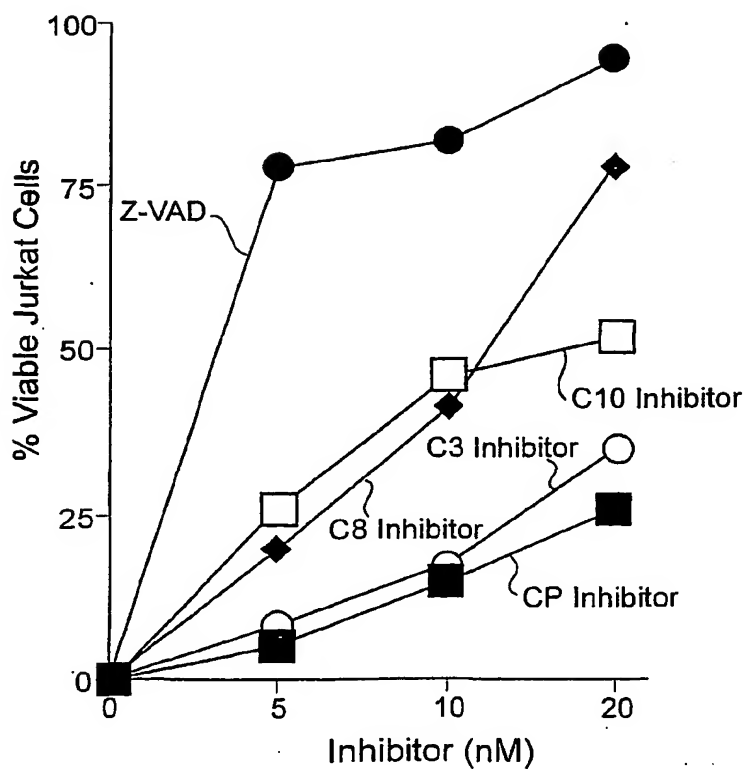 100
75
50
25
0
% Viable Jurkat Cells
Z-VAD
C10 Inhibitor
C3 Inhibitor
C8 Inhibitor
CP Inhibitor
0 5 10 20
Inhibitor (nM)